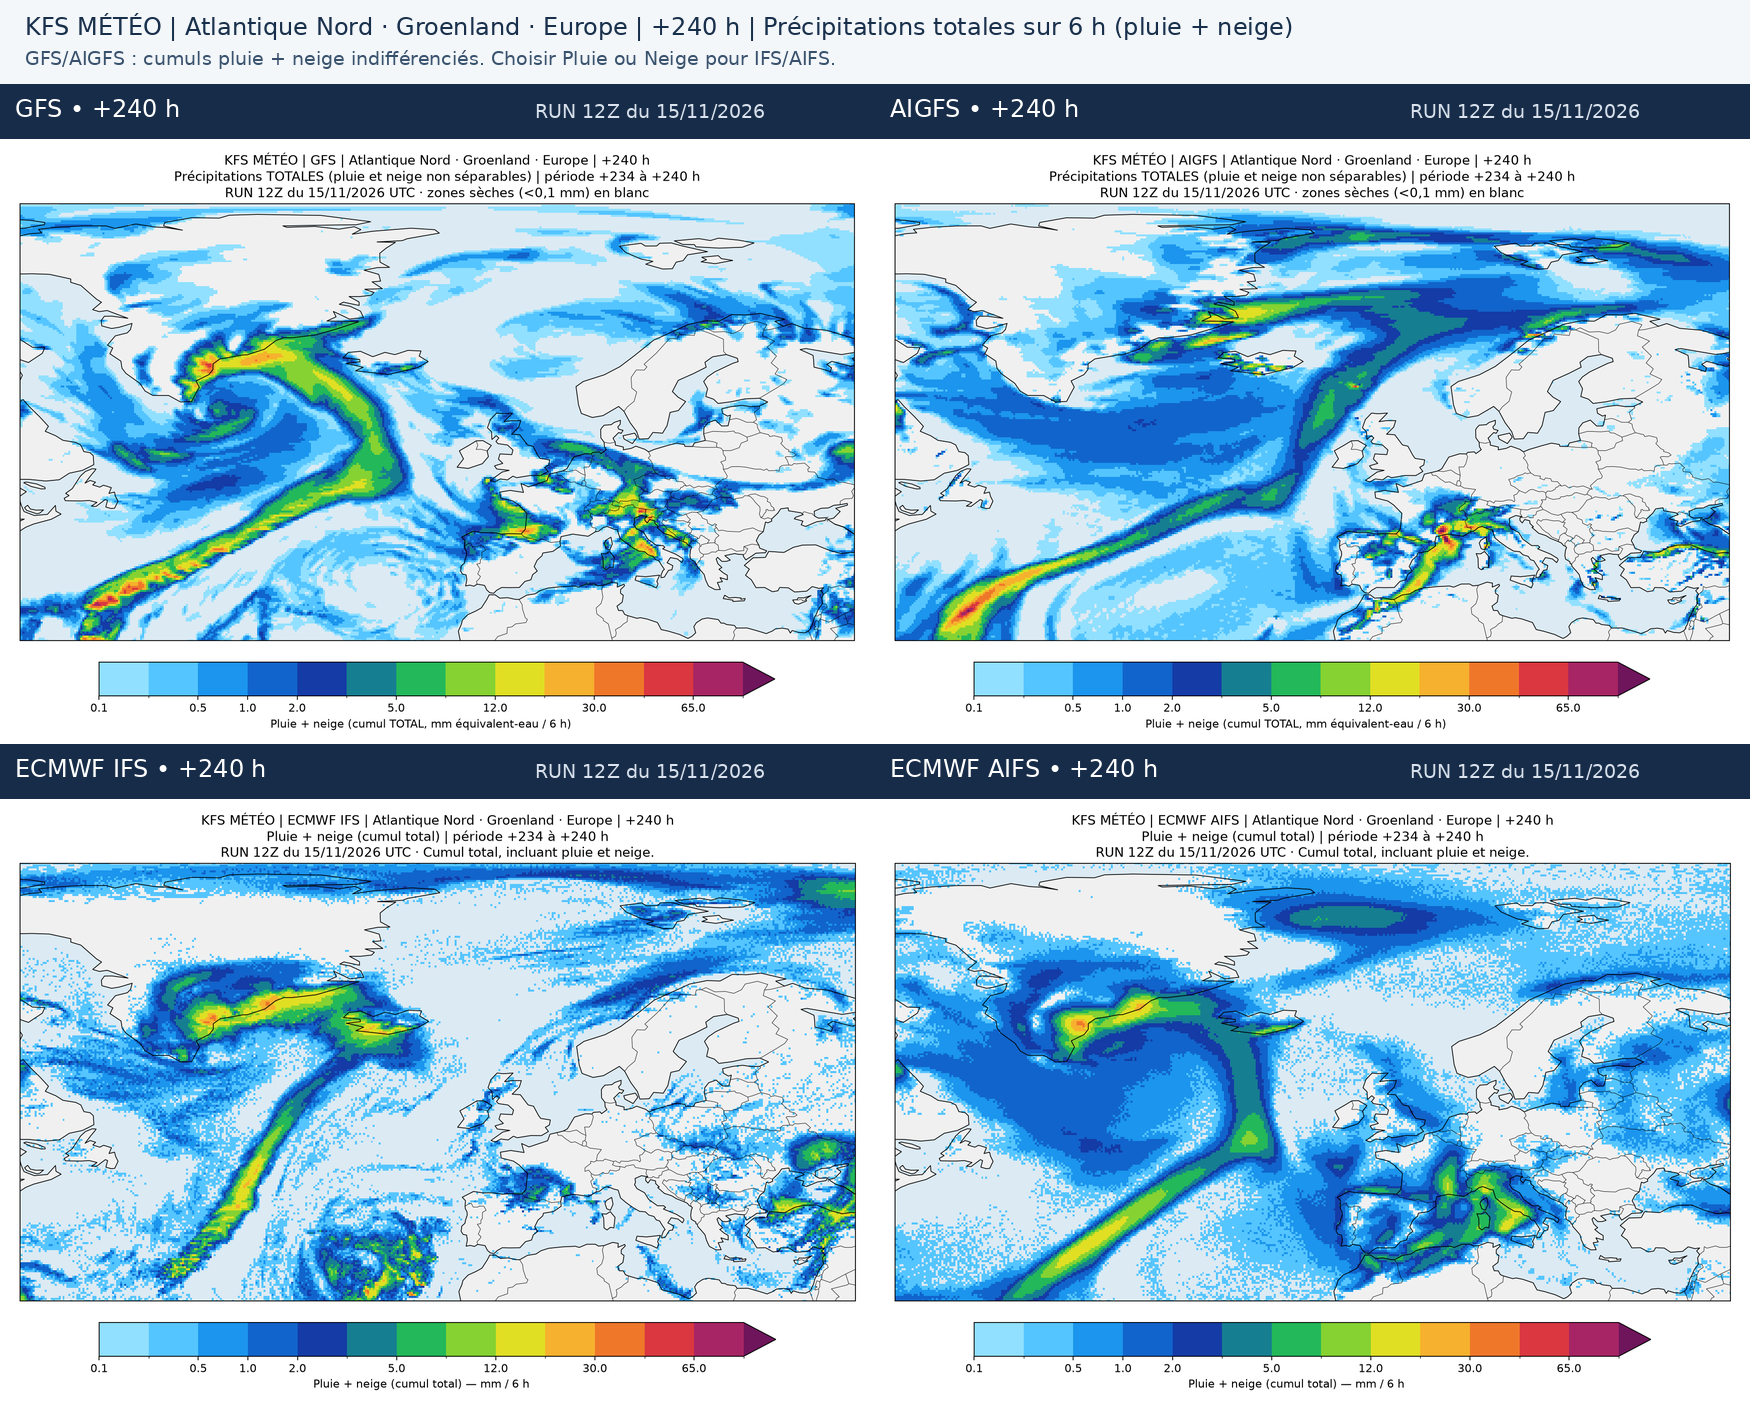 KFS MÉTÉO | Atlantique Nord · Groenland · Europe | +240 h | Précipitations totales sur 6 h (pluie + neige)
GFS/AIGFS : cumuls pluie + neige indifférenciés. Choisir Pluie ou Neige pour IFS/AIFS.
GFS • +240 h
RUN 12Z du 15/11/2026
AIGFS • +240 h
RUN 12Z du 15/11/2026
KFS MÉTÉO | GFS | Atlantique Nord · Groenland · Europe | +240 h
Précipitations TOTALES (pluie et neige non séparables) | période +234 à +240 h
RUN 12Z du 15/11/2026 UTC · zones sèches (<0,1 mm) en blanc
KFS MÉTÉO | AIGFS | Atlantique Nord · Groenland · Europe | +240 h
Précipitations TOTALES (pluie et neige non séparables) | période +234 à +240 h
RUN 12Z du 15/11/2026 UTC · zones sèches (<0,1 mm) en blanc
0.1 0.5 1.0 2.0 5.0 12.0 30.0 65.0
Pluie + neige (cumul TOTAL, mm équivalent-eau / 6 h)
0.1 0.5 1.0 2.0 5.0 12.0 30.0 65.0
Pluie + neige (cumul TOTAL, mm équivalent-eau / 6 h)
ECMWF IFS • +240 h
RUN 12Z du 15/11/2026
ECMWF AIFS • +240 h
RUN 12Z du 15/11/2026
KFS MÉTÉO | ECMWF IFS | Atlantique Nord · Groenland · Europe | +240 h
Pluie + neige (cumul total) | période +234 à +240 h
RUN 12Z du 15/11/2026 UTC · Cumul total, incluant pluie et neige.
KFS MÉTÉO | ECMWF AIFS | Atlantique Nord · Groenland · Europe | +240 h
Pluie + neige (cumul total) | période +234 à +240 h
RUN 12Z du 15/11/2026 UTC · Cumul total, incluant pluie et neige.
0.1 0.5 1.0 2.0 5.0 12.0 30.0 65.0
Pluie + neige (cumul total) — mm / 6 h
0.1 0.5 1.0 2.0 5.0 12.0 30.0 65.0
Pluie + neige (cumul total) — mm / 6 h